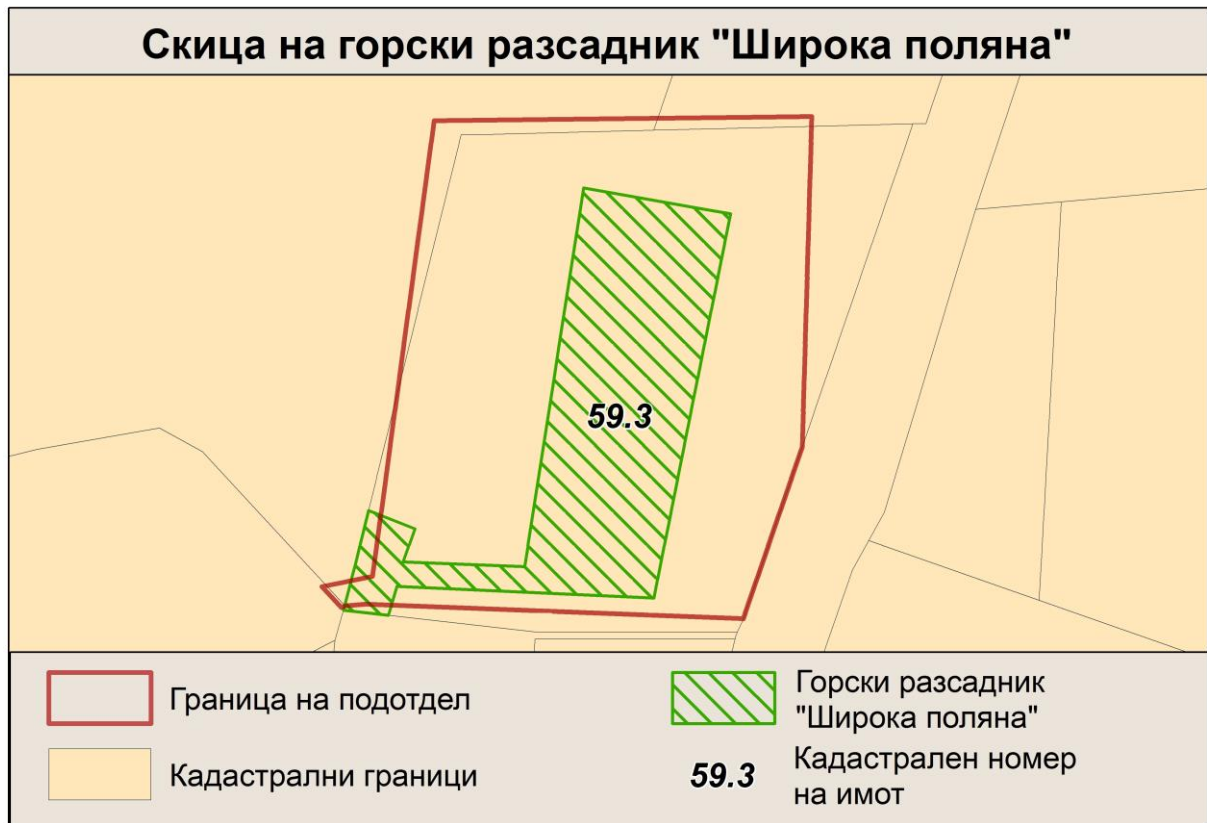 Скица на горски разсадник "Широка поляна"
59.3
Граница на подотдел
Кадастрални граници
Горски разсадник
"Широка поляна"
59.3
Кадастрален номер
на имот